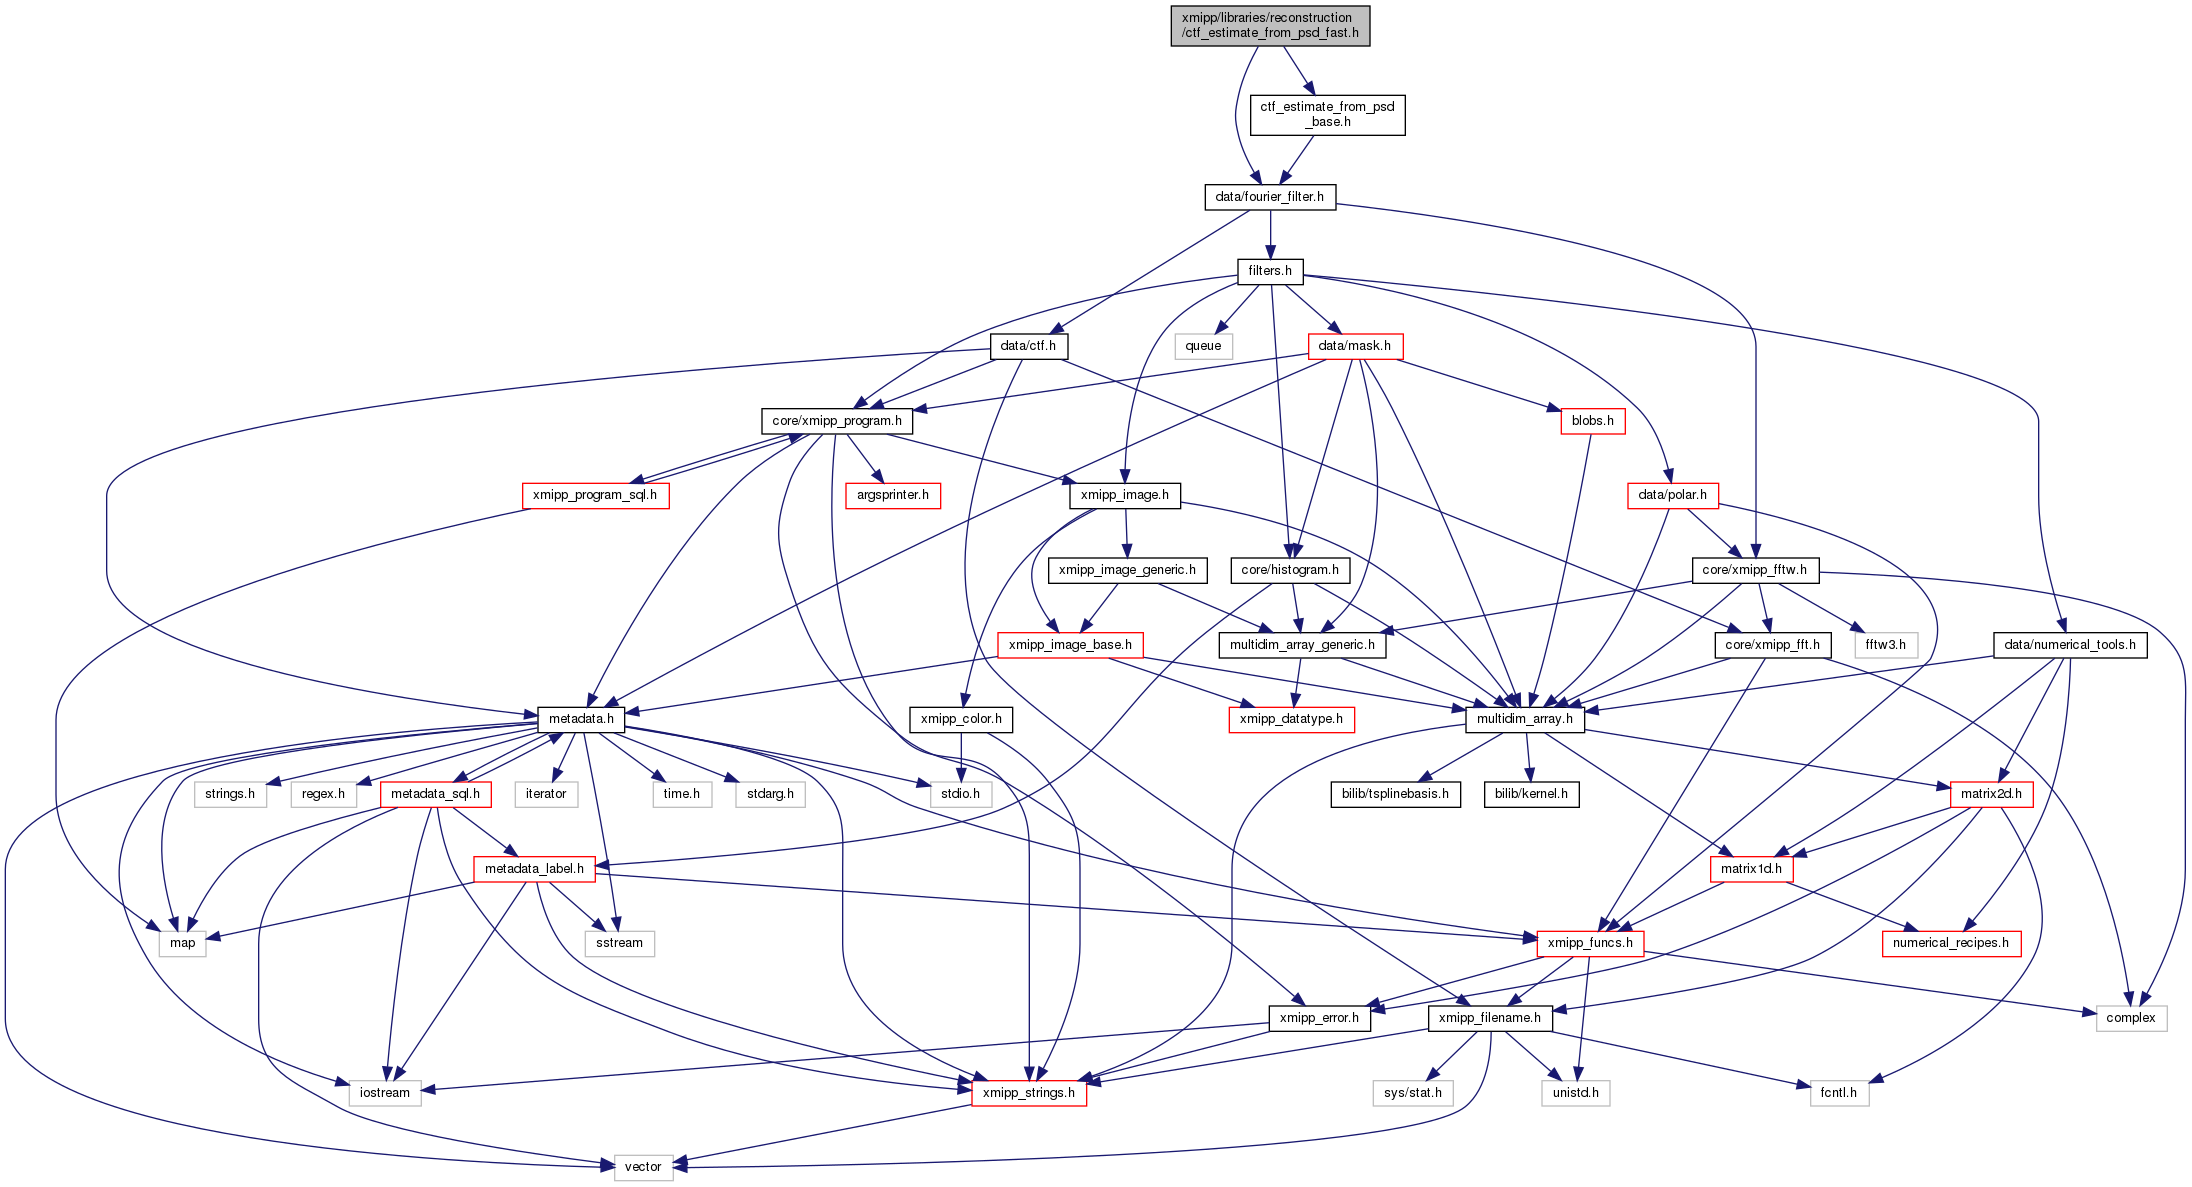 xmipp/libraries/reconstruction
/ctf_estimate_from_psd_fast.h
ctf_estimate_from_psd
_base.h
data/fourier_filter.h
filters.h
data/ctf.h
queue
data/mask.h
core/xmipp_program.h
blobs.h
xmipp_program_sql.h
argsprinter.h
xmipp_image.h
data/polar.h
xmipp_image_generic.h
core/histogram.h
core/xmipp_fftw.h
xmipp_image_base.h
multidim_array_generic.h
core/xmipp_fft.h
fftw3.h
data/numerical_tools.h
metadata.h
xmipp_color.h
xmipp_datatype.h
multidim_array.h
strings.h
regex.h
metadata_sql.h
iterator
time.h
stdarg.h
stdio.h
bilib/tsplinebasis.h
bilib/kernel.h
matrix2d.h
metadata_label.h
matrix1d.h
map
sstream
xmipp_funcs.h
numerical_recipes.h
xmipp_error.h
xmipp_filename.h
complex
iostream
xmipp_strings.h
sys/stat.h
unistd.h
fcntl.h
vector